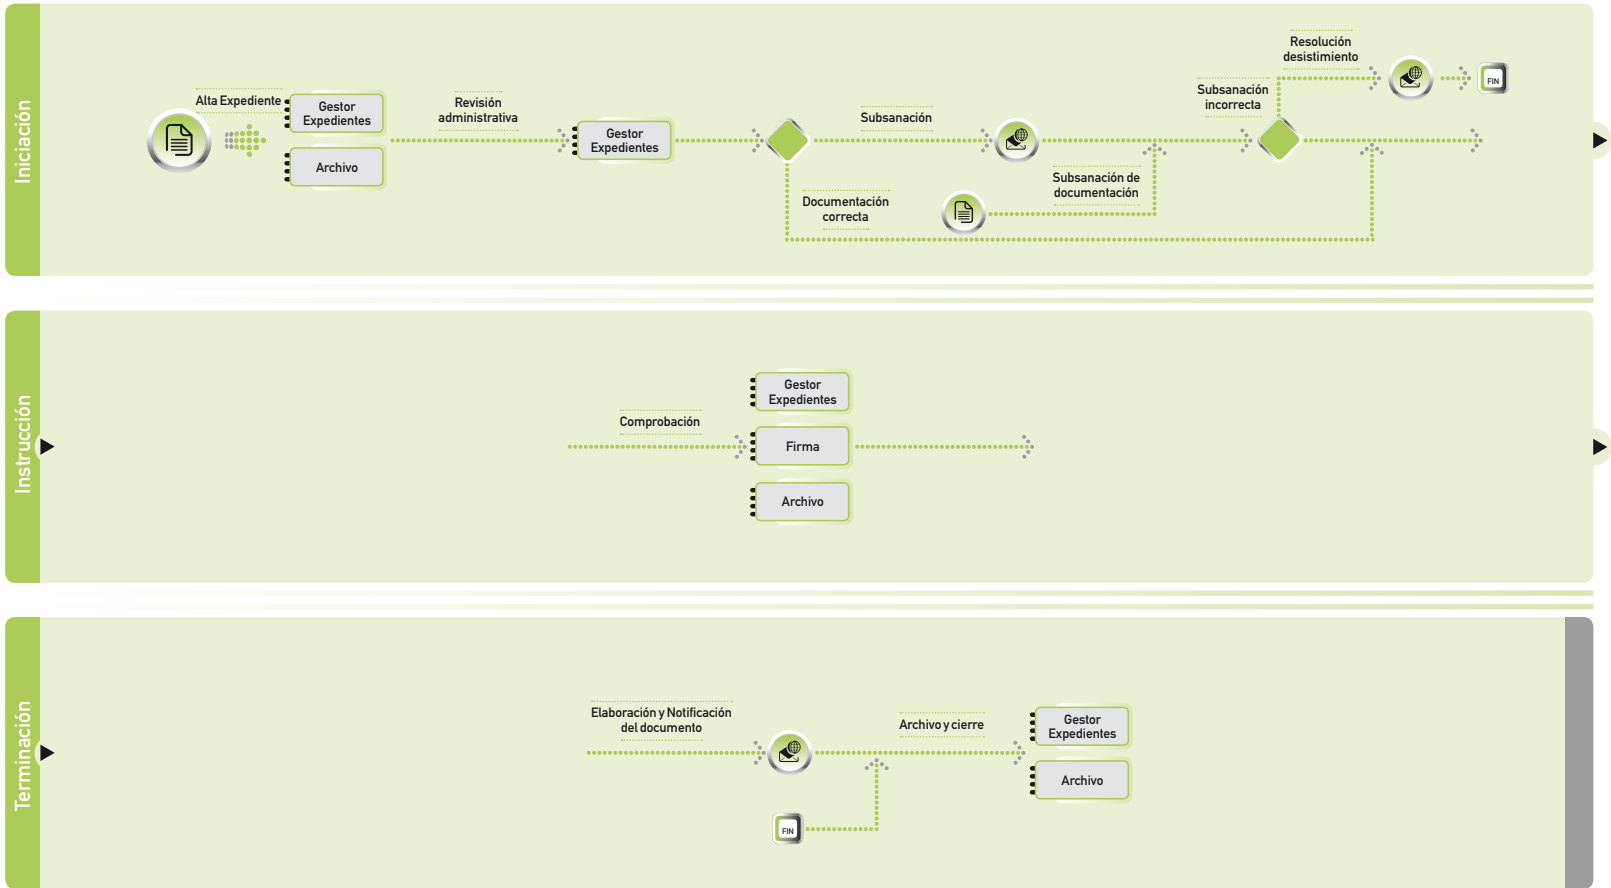 Iniciación
Alta Expediente
Gestor
Expedientes
Archivo
Revisión
administrativa
Gestor
Expedientes
Subsanación
Documentación
correcta
Subsanación de
documentación
Subsanación
incorrecta
Resolución
desistimiento
FIN
Instrucción
Comprobación
Gestor
Expedientes
Firma
Archivo
Terminación
Elaboración y Notificación
del documento
FIN
Archivo y cierre
Gestor
Expedientes
Archivo